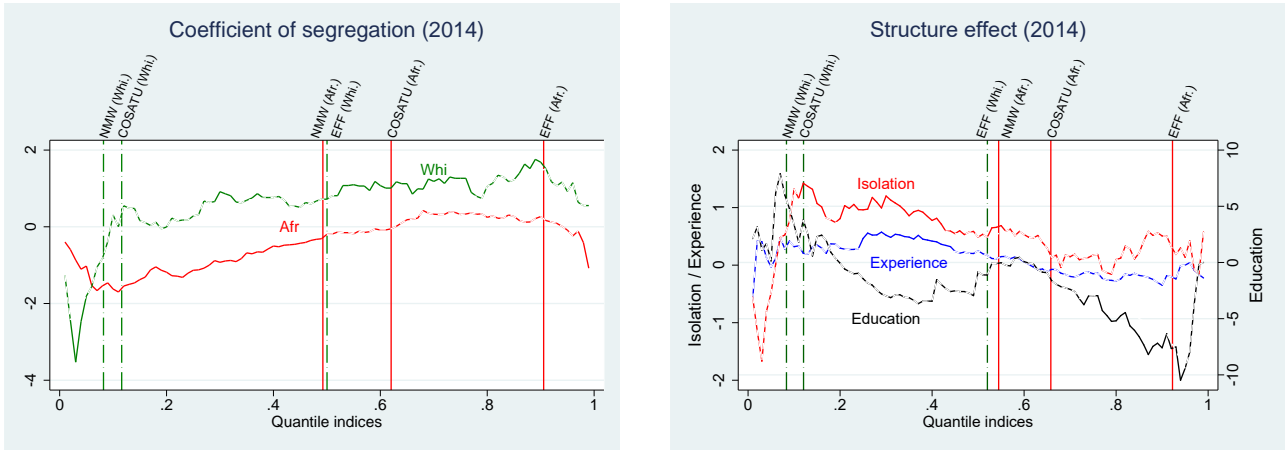 Coefficient of segregation (2014)
NMW (Whi.)
COSATU (Whi.)
NMW (Afr.)
EFF (Whi.)
COSATU (Afr.)
EFF (Afr.)
2
0
-2
-4
Whi
Afr
0
.2
.4
.6
.8
1
Quantile indices
Structure effect (2014)
NMW (Whi.)
COSATU (Whi.)
EFF (Whi.)
NMW (Afr.)
COSATU (Afr.)
EFF (Afr.)
Isolation / Experience
2
1
0
-1
-2
Isolation
Experience
Education
10
5
0
-5
-10
Education
0
.2
.4
.6
.8
1
Quantile indices